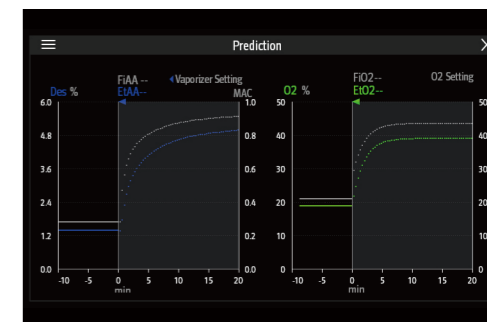 Prediction
FiAA -- Vaporizer Setting
Des % EtAA-- MAC
6.0 1.0
4.8 0.8
3.6 0.6
2.4 0.4
1.2 0.2
0.0 0.0
-10 -5 0 5 10 15 20
min
FiO2-- O2 Setting
O2 % EtO2--
50 50
40 40
30 30
20 20
10 10
0 0
-10 -5 0 5 10 15 20
min